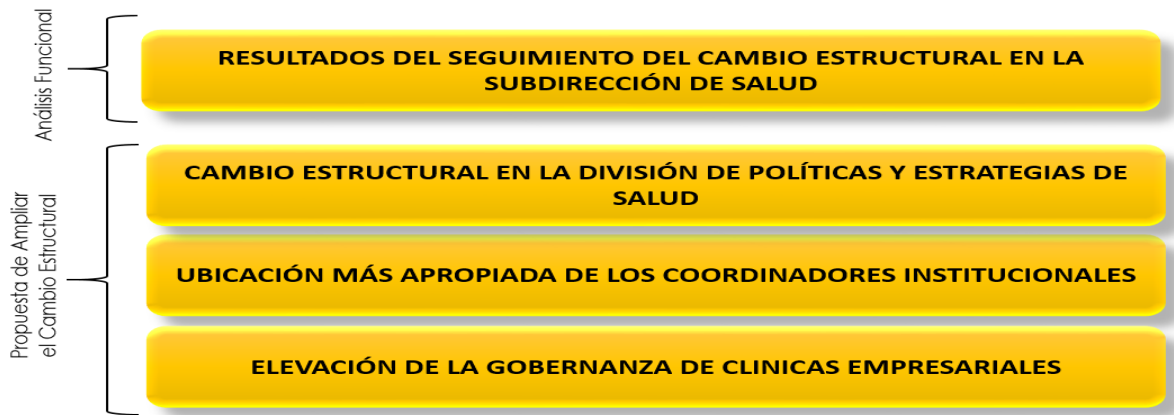 Análisis Funcional
RESULTADOS DEL SEGUIMIENTO DEL CAMBIO ESTRUCTURAL EN LA
SUBDIRECCIÓN DE SALUD
Propuesta de Ampliar
el Cambio Estructural
CAMBIO ESTRUCTURAL EN LA DIVISIÓN DE POLÍTICAS Y ESTRATEGIAS DE
SALUD
UBICACIÓN MÁS APROPIADA DE LOS COORDINADORES INSTITUCIONALES
ELEVACIÓN DE LA GOBERNANZA DE CLINICAS EMPRESARIALES